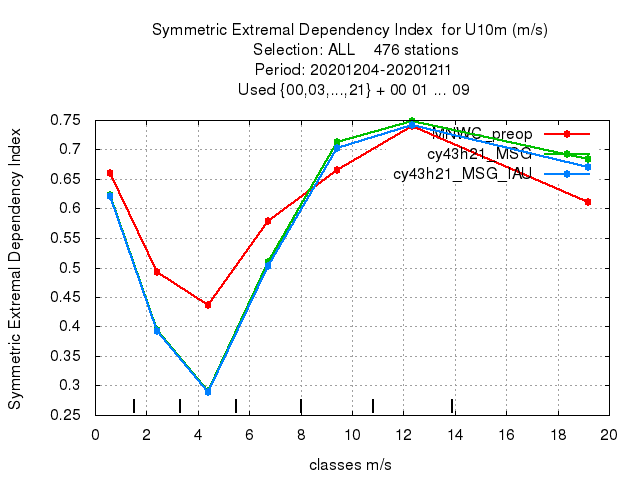 Symmetric Extremal Dependency Index  for U10m (m/s)
Selection: ALL    476 stations
Period: 20201204-20201211
Used {00,03,...,21} + 00 01 ... 09
Symmetric Extremal Dependency Index
0.75
0.7
0.65
0.6
0.55
0.5
0.45
0.4
0.35
0.3
0.25
MNWC_preop
cy43h21_MSG
cy43h21_MSG_IAU
0 2 4 6 8 10 12 14 16 18 20
classes m/s